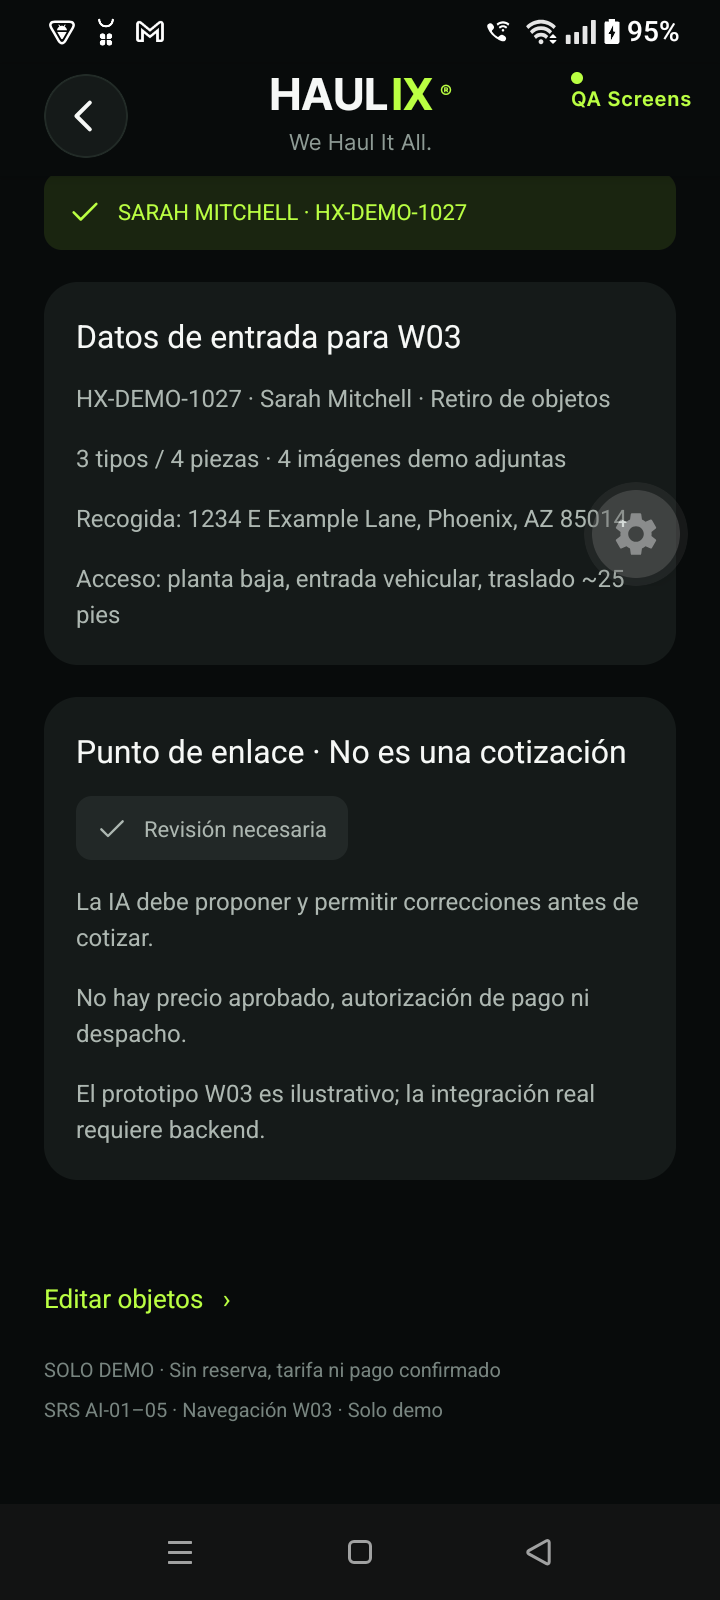 95%
HAULIX ®
QA Screens
We Haul It All.
SARAH MITCHELL · HX-DEMO-1027
Datos de entrada para W03
HX-DEMO-1027 · Sarah Mitchell · Retiro de objetos
3 tipos / 4 piezas · 4 imágenes demo adjuntas
Recogida: 1234 E Example Lane, Phoenix, AZ 85014
Acceso: planta baja, entrada vehicular, traslado ~25
pies
Punto de enlace · No es una cotización
Revisión necesaria
La IA debe proponer y permitir correcciones antes de
cotizar.
No hay precio aprobado, autorización de pago ni
despacho.
El prototipo W03 es ilustrativo; la integración real
requiere backend.
Editar objetos ›
SOLO DEMO · Sin reserva, tarifa ni pago confirmado
SRS AI-01–05 · Navegación W03 · Solo demo